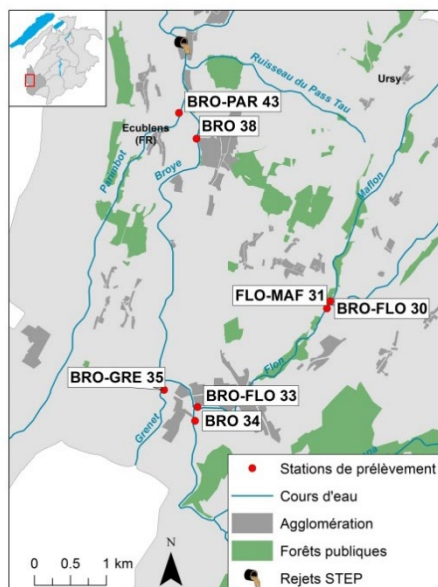 Ruisseau du Pass Tau
Ursy
BRO-PAR 43
Ecublens
(FR)
BRO 38
Parimbot
Broye
Maflon
FLO-MAF 31
BRO-FLO 30
Flon
BRO-GRE 35
BRO-FLO 33
BRO 34
Grenet
N
0 0.5 1 km
Stations de prélèvement
Cours d'eau
Agglomération
Forêts publiques
Rejets STEP